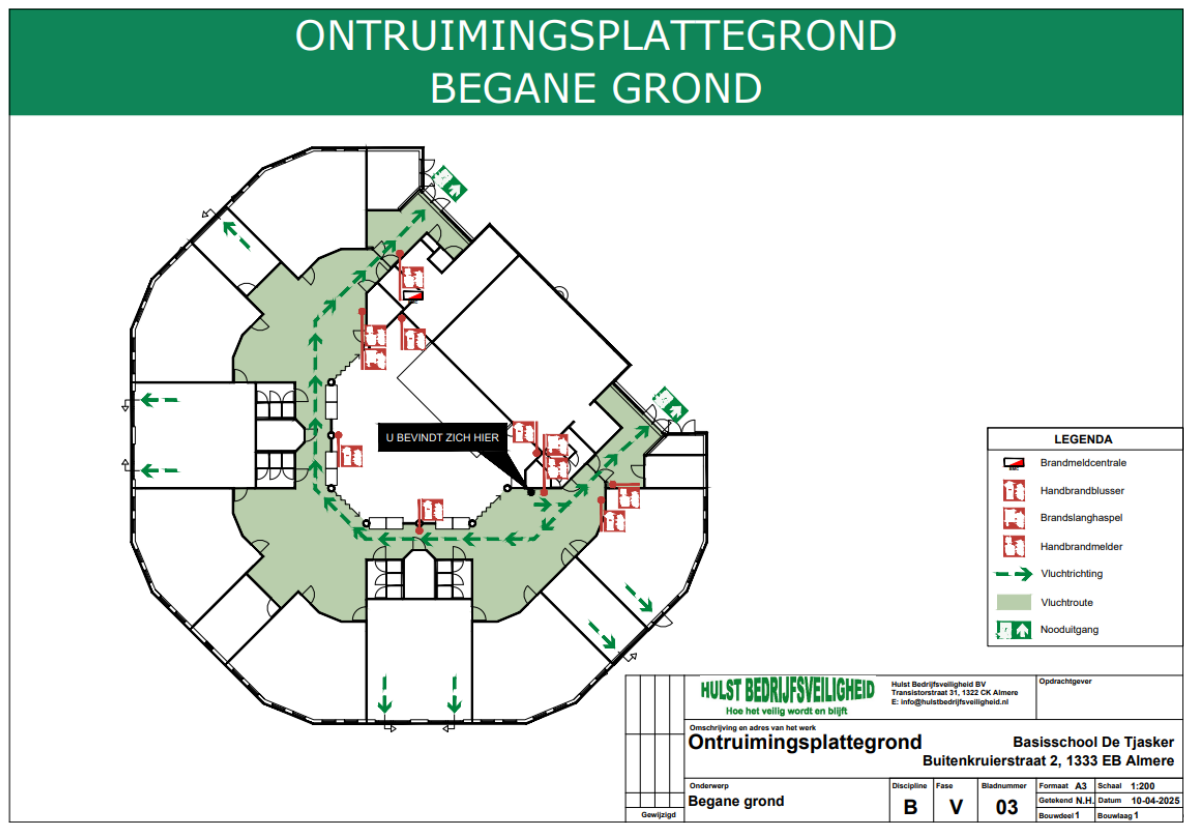 ONTRUIMINGSPLATTEGROND
BEGANE GROND
U BEVINDT ZICH HIER
LEGENDA
Brandmeldcentrale
Handbrandblusser
Brandslanghaspel
Handbrandmelder
Vluchtrichting
Vluchtroute
Nooduitgang
HULST BEDRIJFSVEILIGHEID
Hoe het veilig wordt en blijft
Hulst Bedrijfsveiligheid BV
Transistorstraat 31, 1322 CK Almere
E: info@hulstbedrijfsveiligheid.nl
Opdrachtgever
Omschrijving en adres van het werk
Ontruimingsplattegrond
Basisschool De Tjasker
Buitenkruierstraat 2, 1333 EB Almere
Onderwerp
Begane grond
Discipline
B
Fase
V
Bladnummer
03
Formaat A3
Schaal 1:200
Getekend N.H.
Datum 10-04-2025
Bouwdeel 1
Bouwlaag 1
Gewijzigd